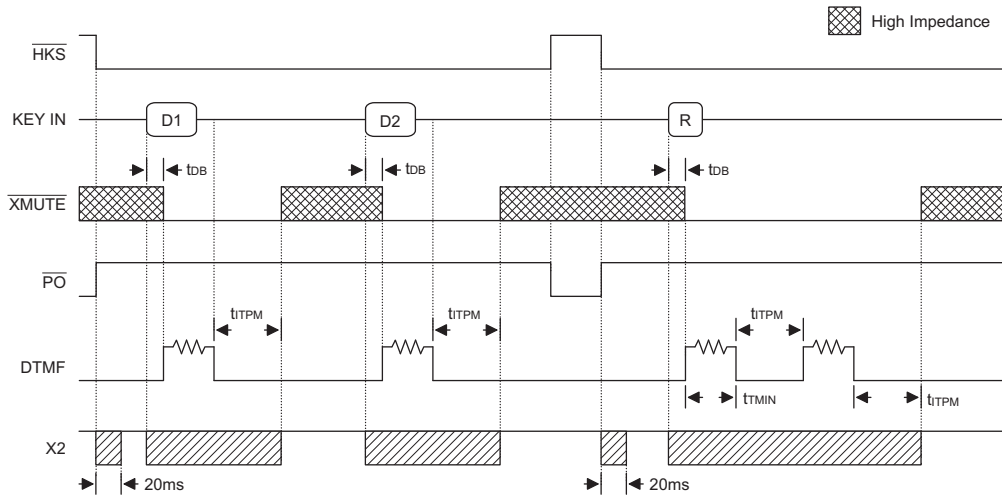 High Impedance
HKS
KEY IN D1 D2 R
tDB tDB tDB
XMUTE
PO
tITPM tITPM tITPM
DTMF
tTMIN tITPM
X2
20ms 20ms